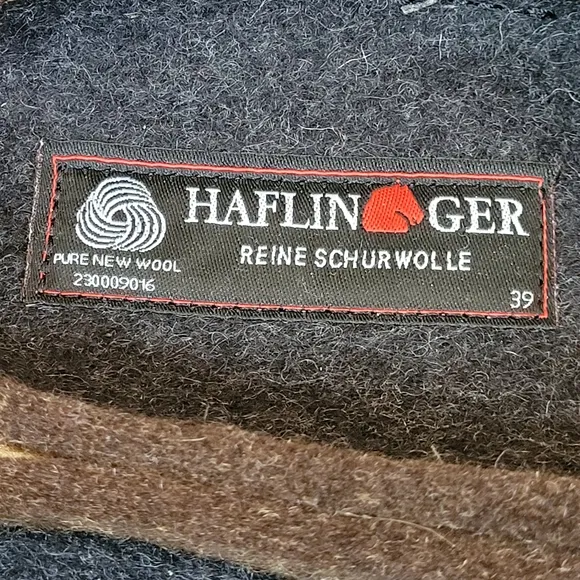 HAFLINGER
PURE NEW WOOL
REINE SCHURWOLLE
230009016
39